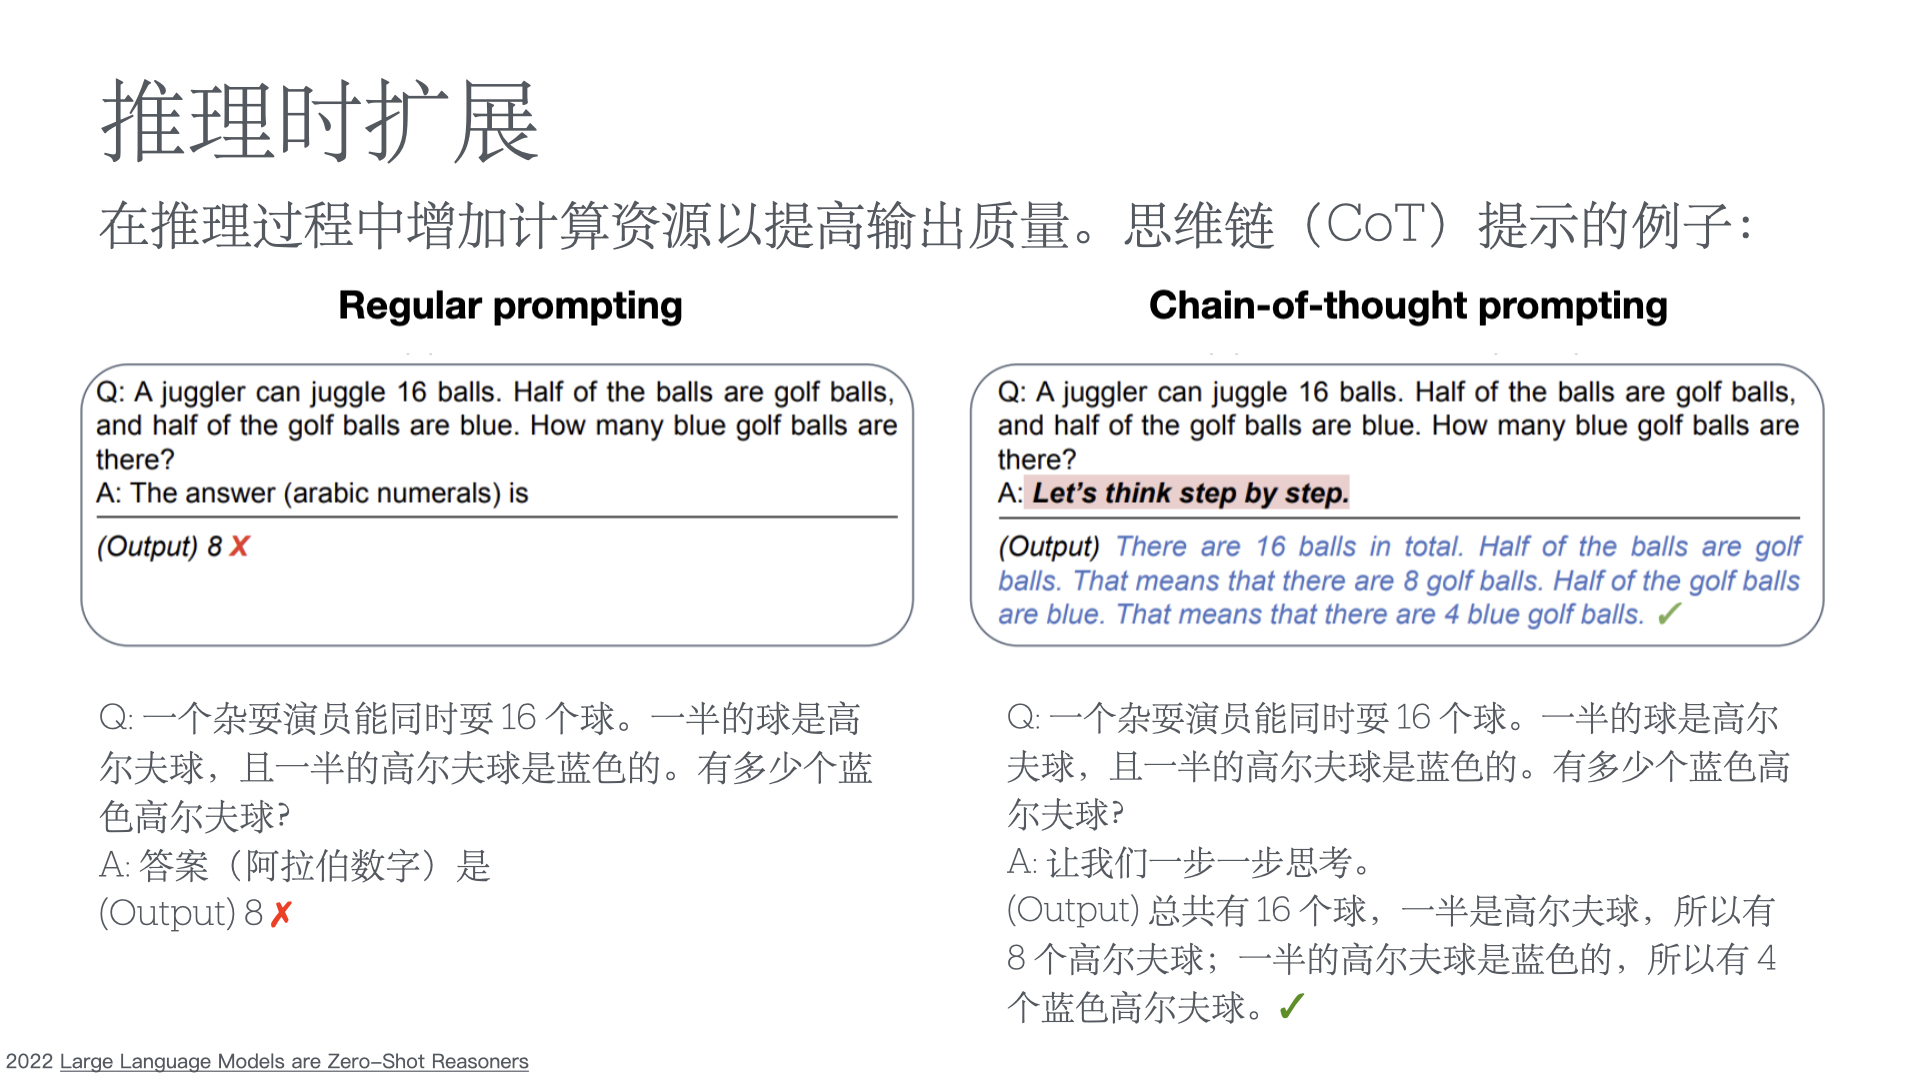 推理时扩展
在推理过程中增加计算资源以提高输出质量。思维链（CoT）提示的例子：
Regular prompting
Q: A juggler can juggle 16 balls. Half of the balls are golf balls,
and half of the golf balls are blue. How many blue golf balls are
there?
A: The answer (arabic numerals) is
(Output) 8 ✗
Q: 一个杂耍演员能同时耍 16 个球。一半的球是高
尔夫球，且一半的高尔夫球是蓝色的。有多少个蓝
色高尔夫球?
A: 答案（阿拉伯数字）是
(Output) 8 ✗
Chain-of-thought prompting
Q: A juggler can juggle 16 balls. Half of the balls are golf balls,
and half of the golf balls are blue. How many blue golf balls are
there?
A: Let’s think step by step.
(Output) There are 16 balls in total. Half of the balls are golf
balls. That means that there are 8 golf balls. Half of the golf balls
are blue. That means that there are 4 blue golf balls. ✓
Q: 一个杂耍演员能同时耍 16 个球。一半的球是高尔
夫球，且一半的高尔夫球是蓝色的。有多少个蓝色高
尔夫球?
A: 让我们一步一步思考。
(Output) 总共有 16 个球，一半是高尔夫球，所以有
8 个高尔夫球；一半的高尔夫球是蓝色的，所以有 4
个蓝色高尔夫球。✓
2022 Large Language Models are Zero-Shot Reasoners